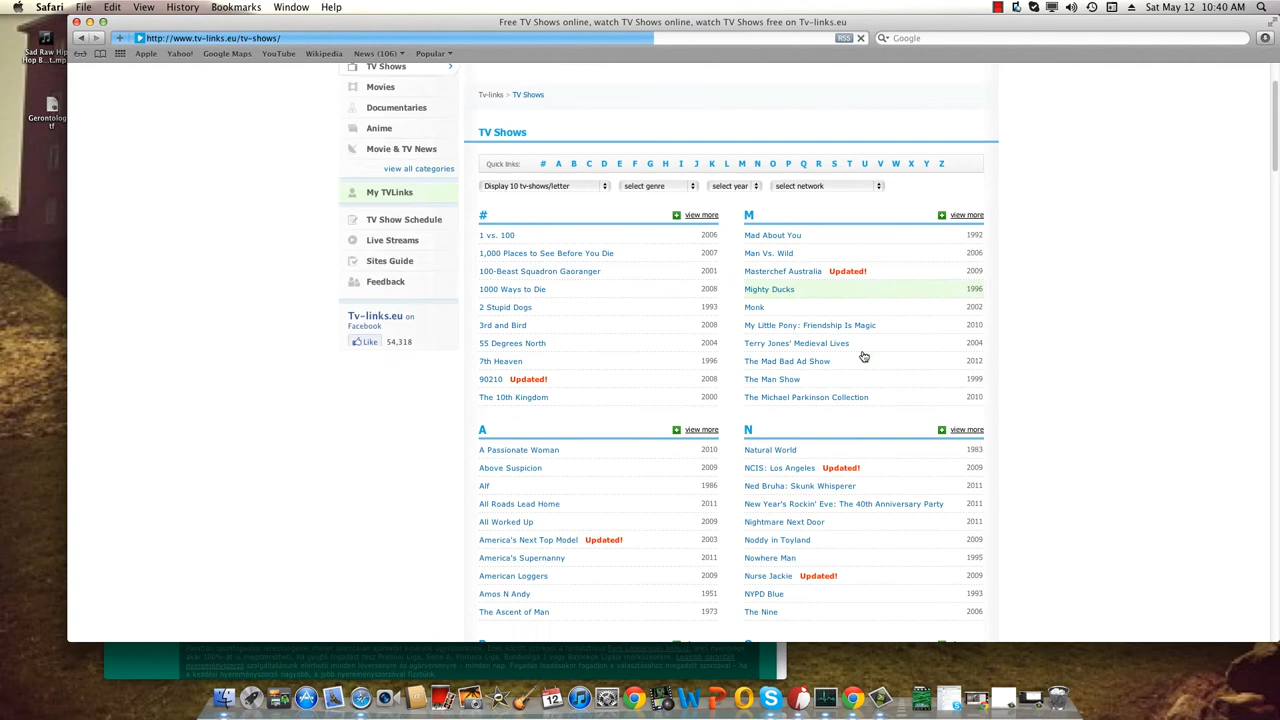 Safari File Edit View History Bookmarks Window Help Sat May 12 10:40 AM
Free TV Shows online, watch TV Shows online, watch TV Shows free on Tv-links.eu
http://www.tv-links.eu/tv-shows/ RSS Google
Apple Yahoo! Google Maps YouTube Wikipedia News (106) Popular
Sad Raw Hip
Hop B...t.mp
Gerontolog
tf
TV Shows
Movies
Documentaries
Anime
Movie & TV News
view all categories
My TVLinks
TV Show Schedule
Live Streams
Sites Guide
Feedback
Tv-links.eu on
Facebook
Like 54,318
Tv-links > TV Shows
TV Shows
Quick links: # A B C D E F G H I J K L M N O P Q R S T U V W X Y Z
Display 10 tv-shows/letter select genre select year select network
# view more
1 vs. 100 2006
1,000 Places to See Before You Die 2007
100-Beast Squadron Gaoranger 2001
1000 Ways to Die 2008
2 Stupid Dogs 1993
3rd and Bird 2008
55 Degrees North 2004
7th Heaven 1996
90210 Updated! 2008
The 10th Kingdom 2000
A view more
A Passionate Woman 2010
Above Suspicion 2009
Alf 1986
All Roads Lead Home 2011
All Worked Up 2009
America's Next Top Model Updated! 2003
America's Supernanny 2011
American Loggers 2009
Amos N Andy 1951
The Ascent of Man 1973
M view more
Mad About You 1992
Man Vs. Wild 2006
Masterchef Australia Updated! 2009
Mighty Ducks 1996
Monk 2002
My Little Pony: Friendship Is Magic 2010
Terry Jones' Medieval Lives 2004
The Mad Bad Ad Show 2012
The Man Show 1999
The Michael Parkinson Collection 2010
N view more
Natural World 1983
NCIS: Los Angeles Updated! 2009
Ned Bruha: Skunk Whisperer 2011
New Year's Rockin' Eve: The 40th Anniversary Party 2011
Nightmare Next Door 2011
Noddy in Toyland 2009
Nowhere Man 1995
Nurse Jackie Updated! 2009
NYPD Blue 1993
The Nine 2006